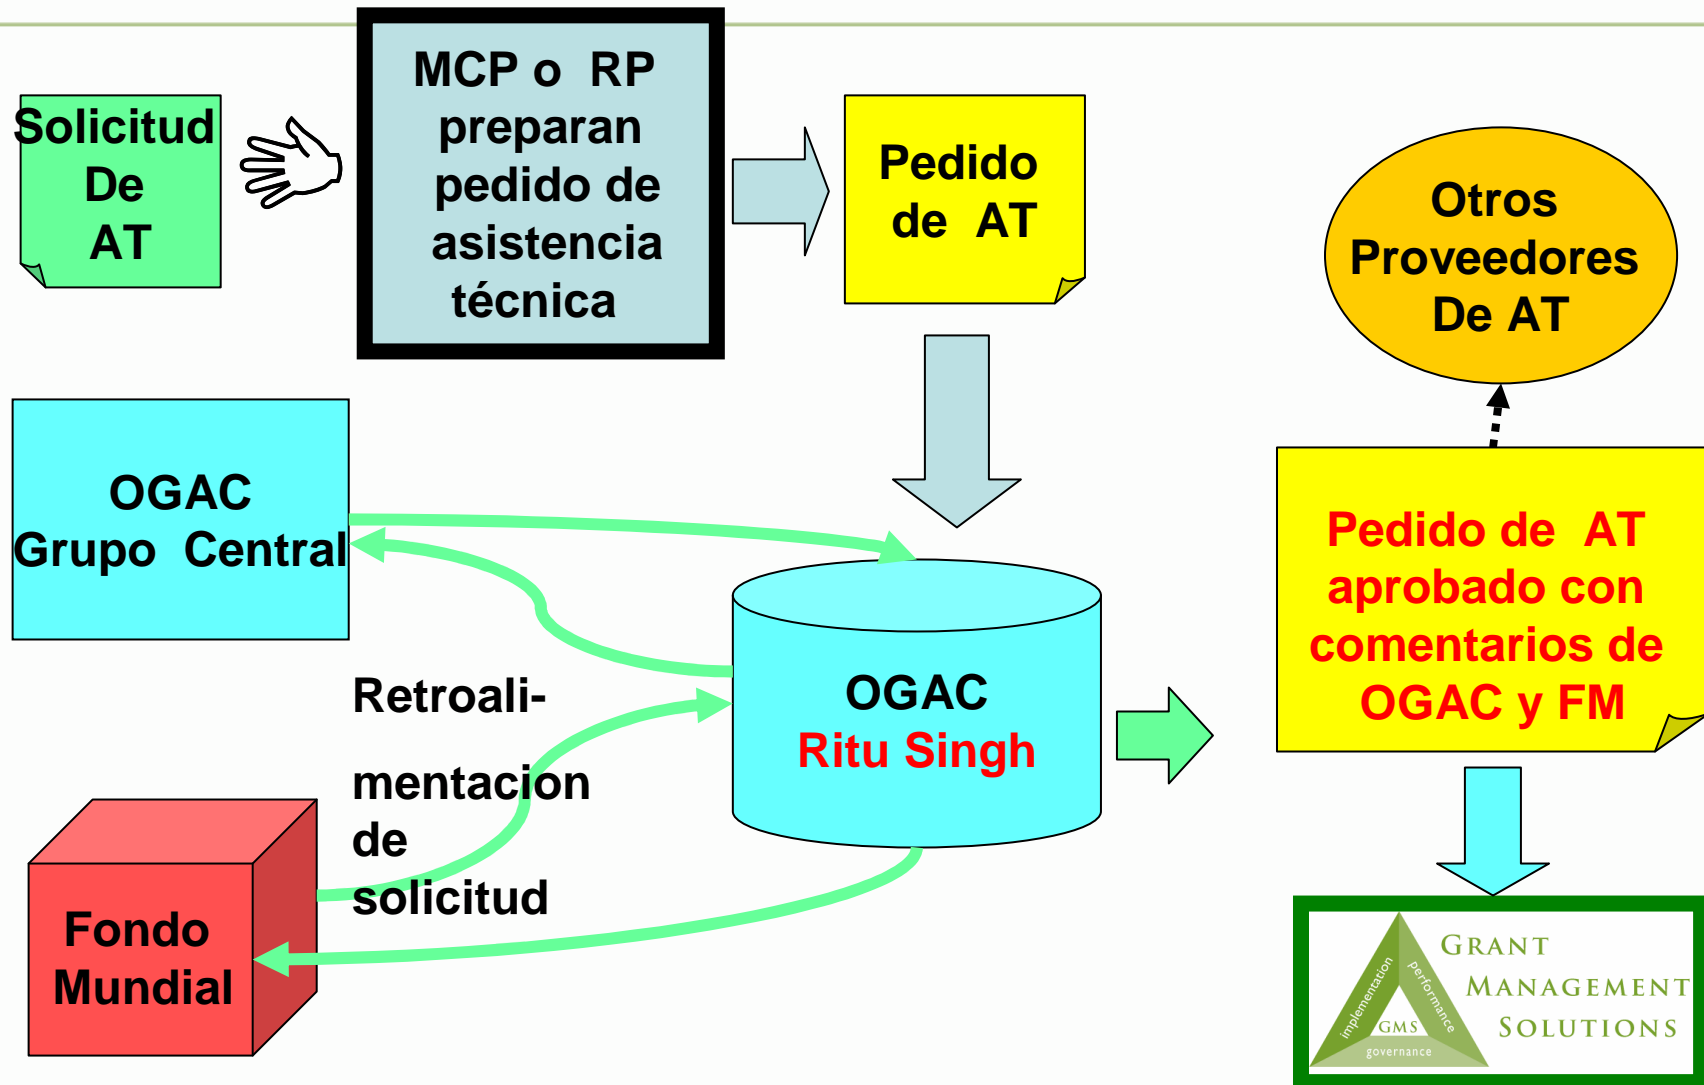 Solicitud
De
AT
MCP o RP
preparan
pedido de
asistencia
técnica
Pedido
de AT
Otros
Proveedores
De AT
OGAC
Grupo Central
Retroali-
mentacion
de
solicitud
OGAC
Ritu Singh
Pedido de AT
aprobado con
comentarios de
OGAC y FM
Fondo
Mundial
implementation
performance
GMS
governance
GRANT
MANAGEMENT
SOLUTIONS